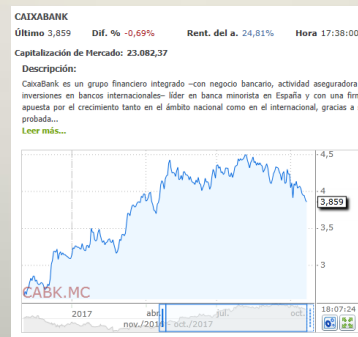 CAIXABANK
Último 3,859 Dif. % -0,69% Rent. del a. 24,81% Hora 17:38:00
Capitalización de Mercado: 23.082,37
Descripción:
CaixaBank es un grupo financiero integrado –con negocio bancario, actividad aseguradora
inversiones en bancos internacionales– líder en banca minorista en España y con una firm
apuesta por el crecimiento tanto en el ámbito nacional como en el internacional, gracias a
probada...
Leer más...
4,5
4
3,859
3,5
3
CABK.MC
2017 abr. jul. oct.
nov./2016 - oct./2017
18:07:24